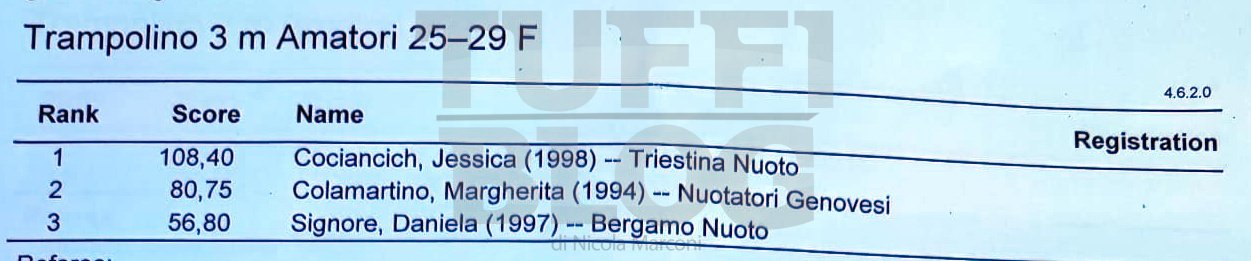 Trampolino 3 m Amatori 25–29 F
4.6.2.0
Rank Score Name Registration
1 108,40 Cociancich, Jessica (1998) -- Triestina Nuoto
2 80,75 Colamartino, Margherita (1994) -- Nuotatori Genovesi
3 56,80 Signore, Daniela (1997) -- Bergamo Nuoto
TUFFI
BLOG
di Nicola Marconi